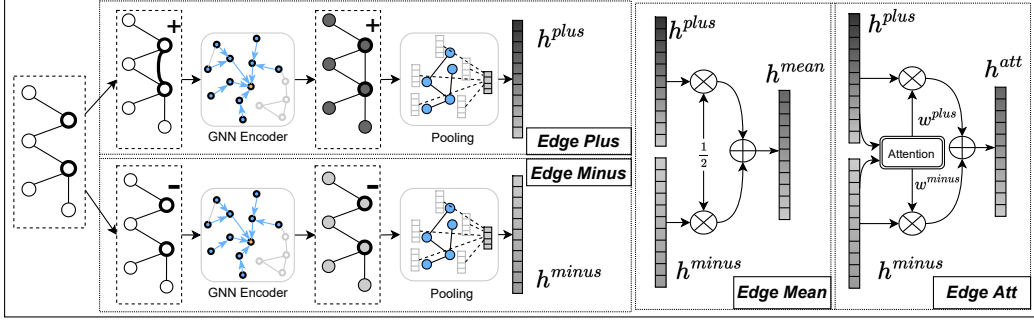 +
GNN Encoder
+
Pooling
h^{plus}
Edge Plus
-
GNN Encoder
-
Pooling
h^{minus}
Edge Minus
h^{plus}
h^{mean}
1/2
h^{minus}
Edge Mean
h^{plus}
h^{att}
w^{plus}
Attention
w^{minus}
h^{minus}
Edge Att